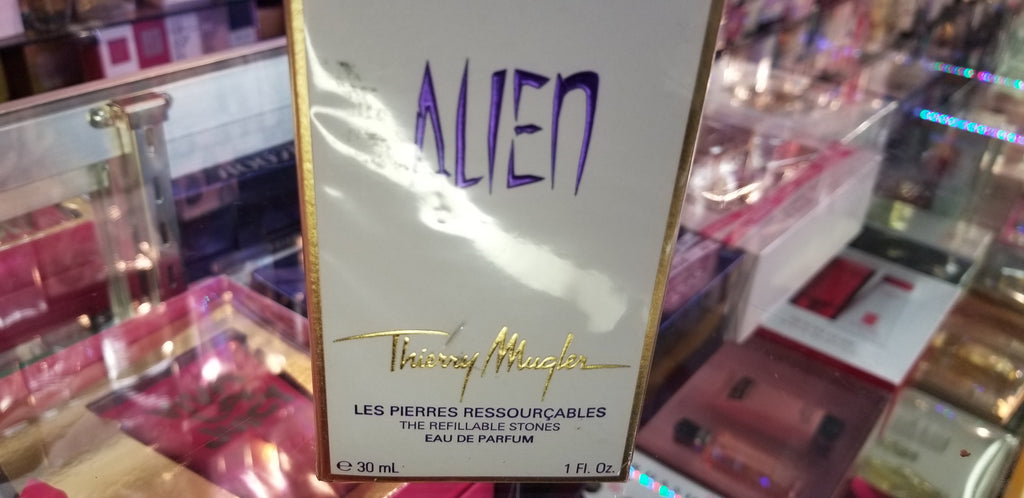 ALIEN
Thierry Mugler
LES PIERRES RESSOURÇABLES
THE REFILLABLE STONES
EAU DE PARFUM
℮ 30 mL 1 Fl. Oz.